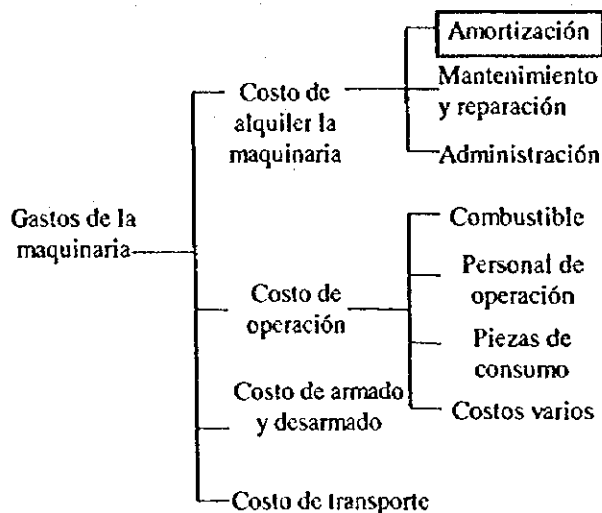 Gastos de la
maquinaria
Costo de
alquiler la
maquinaria
Amortización
Mantenimiento
y reparación
Administración
Costo de
operación
Combustible
Personal de
operación
Piezas de
consumo
Costos varios
Costo de armado
y desarmado
Costo de transporte